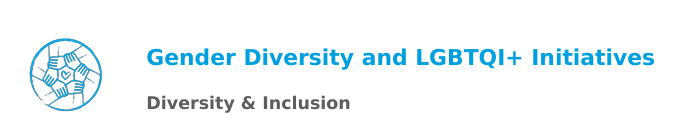 Gender Diversity and LGBTQI+ Initiatives
Diversity & Inclusion